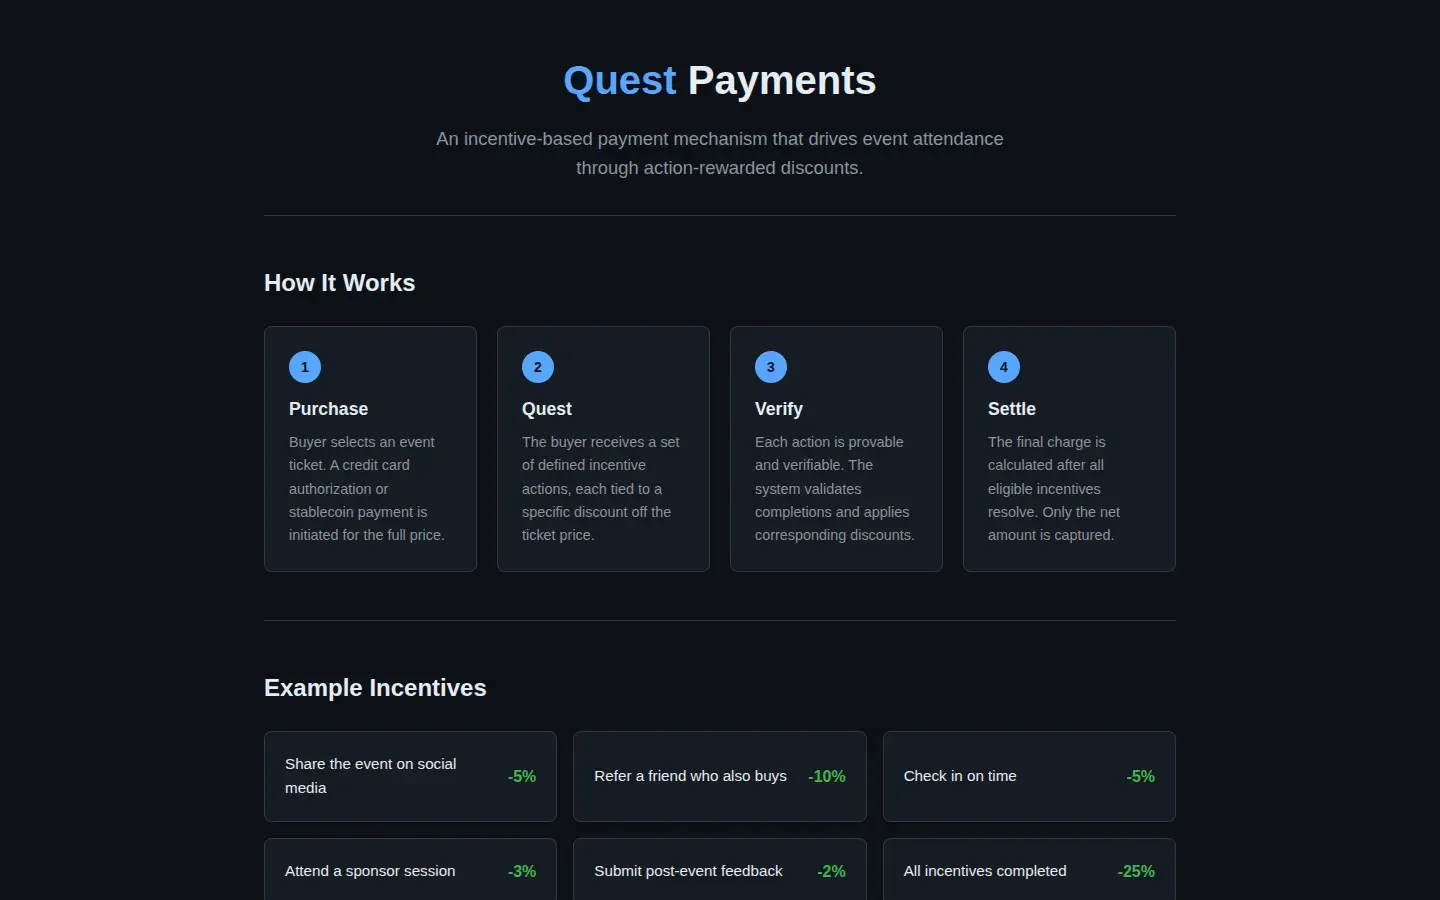 Quest Payments
An incentive-based payment mechanism that drives event attendance
through action-rewarded discounts.
How It Works
1
Purchase
Buyer selects an event
ticket. A credit card
authorization or
stablecoin payment is
initiated for the full price.
2
Quest
The buyer receives a set
of defined incentive
actions, each tied to a
specific discount off the
ticket price.
3
Verify
Each action is provable
and verifiable. The
system validates
completions and applies
corresponding discounts.
4
Settle
The final charge is
calculated after all
eligible incentives
resolve. Only the net
amount is captured.
Example Incentives
Share the event on social
media
-5%
Refer a friend who also buys -10%
Check in on time -5%
Attend a sponsor session -3%
Submit post-event feedback -2%
All incentives completed -25%